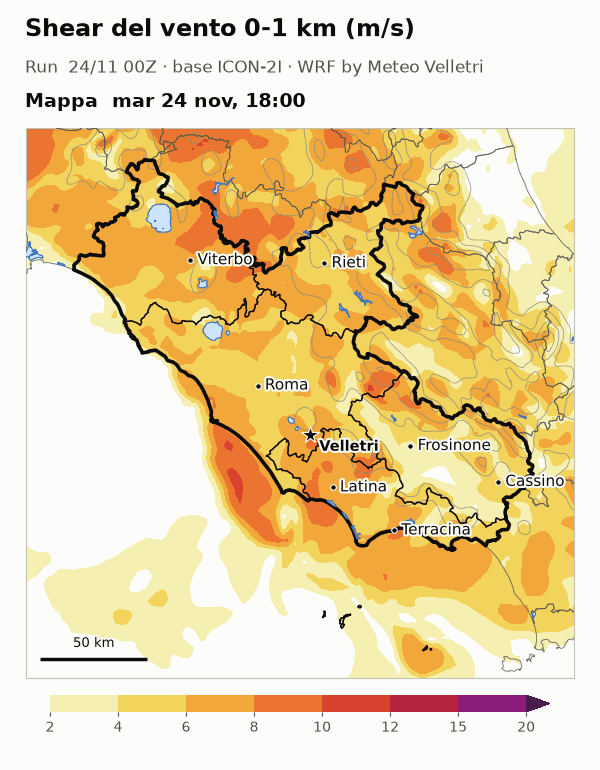 Shear del vento 0-1 km (m/s)
Run  24/11 00Z · base ICON-2I · WRF by Meteo Velletri
Mappa  mar 24 nov, 18:00
Viterbo
Rieti
Roma
Velletri
Frosinone
Cassino
Latina
Terracina
50 km
2 4 6 8 10 12 15 20